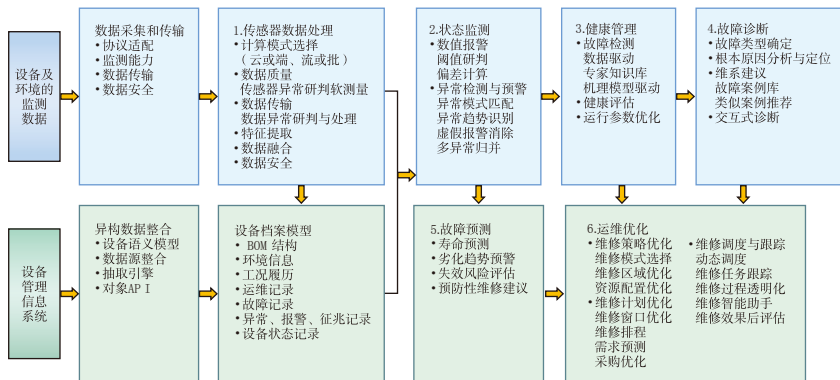 设备及
环境的
监测
数据
数据采集和传输
•协议适配
•监测能力
•数据传输
•数据安全
1.传感器数据处理
•计算模式选择
(云或端、流或批)
•数据质量
传感器异常研判软测量
•数据传输
数据异常研判与处理
•特征提取
•数据融合
•数据安全
2.状态监测
•数值报警
阈值研判
偏差计算
•异常检测与预警
异常模式匹配
异常趋势识别
虚假报警消除
多异常归并
3.健康管理
•故障检测
数据驱动
专家知识库
机理模型驱动
•健康评估
•运行参数优化
4.故障诊断
•故障类型确定
•根本原因分析与定位
•维系建议
故障案例库
类似案例推荐
•交互式诊断
设备
管理
信息
系统
异构数据整合
•设备语义模型
•数据源整合
•抽取引擎
•对象API
设备档案模型
•BOM 结构
•环境信息
•工况履历
•运维记录
•故障记录
•异常、报警、征兆记录
•设备状态记录
5.故障预测
•寿命预测
•劣化趋势预警
•失效风险评估
•预防性维修建议
6.运维优化
•维修策略优化
维修模式选择
维修区域优化
资源配置优化
•维修计划优化
维修窗口优化
维修排程
需求预测
采购优化
•维修调度与跟踪
动态调度
维修任务跟踪
维修过程透明化
维修智能助手
维修效果后评估